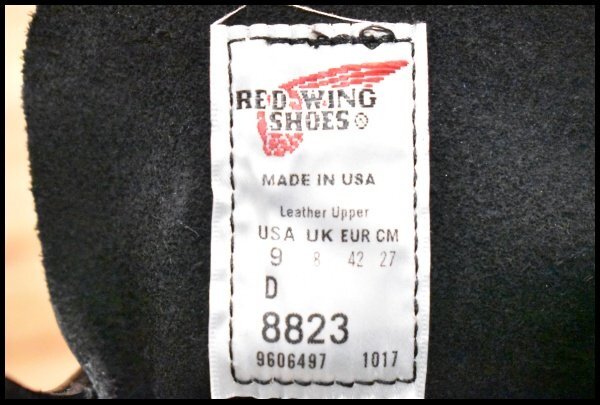 RED WING
SHOES®
MADE IN USA
Leather Upper
USA UK EUR CM
9 8 42 27
D
8823
9606497 1017